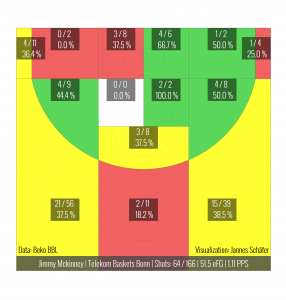 0 / 2
0.0 %
3 / 8
37.5 %
4 / 6
66.7 %
1 / 2
50.0 %
4 / 11
36.4 %
1 / 4
25.0 %
4 / 9
44.4 %
0 / 0
0.0 %
2 / 2
100.0 %
4 / 8
50.0 %
3 / 8
37.5 %
21 / 56
37.5 %
2 / 11
18.2 %
15 / 39
38.5 %
Data: Beko BBL
Visualization: Jannes Schäfer
Jimmy Mckinney | Telekom Baskets Bonn | Shots: 64 / 166 | 51.5 eFG | 1.11 PPS